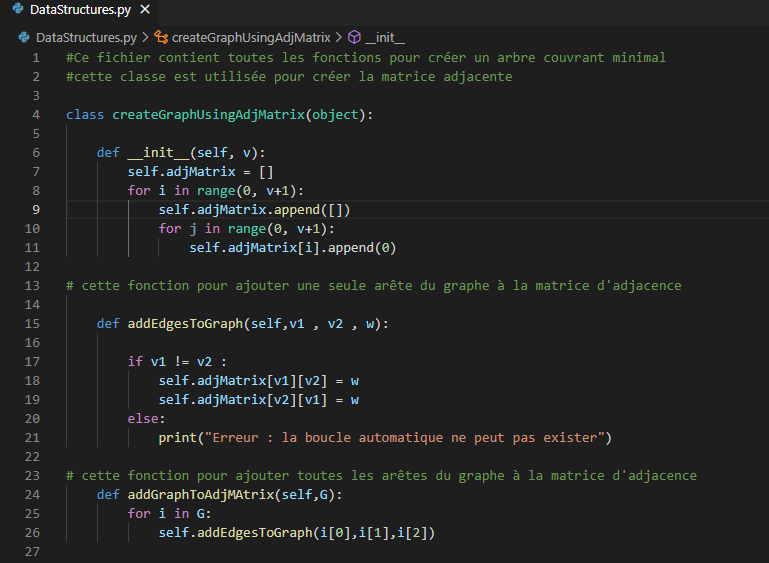 DataStructures.py ×
DataStructures.py > createGraphUsingAdjMatrix > __init__
1 #Ce fichier contient toutes les fonctions pour créer un arbre couvrant minimal
2 #cette classe est utilisée pour créer la matrice adjacente
3
4 class createGraphUsingAdjMatrix(object):
5
6 def __init__(self, v):
7 self.adjMatrix = []
8 for i in range(0, v+1):
9 self.adjMatrix.append([])
10 for j in range(0, v+1):
11 self.adjMatrix[i].append(0)
12
13 # cette fonction pour ajouter une seule arête du graphe à la matrice d'adjacence
14
15 def addEdgesToGraph(self,v1 , v2 , w):
16
17 if v1 != v2 :
18 self.adjMatrix[v1][v2] = w
19 self.adjMatrix[v2][v1] = w
20 else:
21 print("Erreur : la boucle automatique ne peut pas exister")
22
23 # cette fonction pour ajouter toutes les arêtes du graphe à la matrice d'adjacence
24 def addGraphToAdjMAtrix(self,G):
25 for i in G:
26 self.addEdgesToGraph(i[0],i[1],i[2])
27